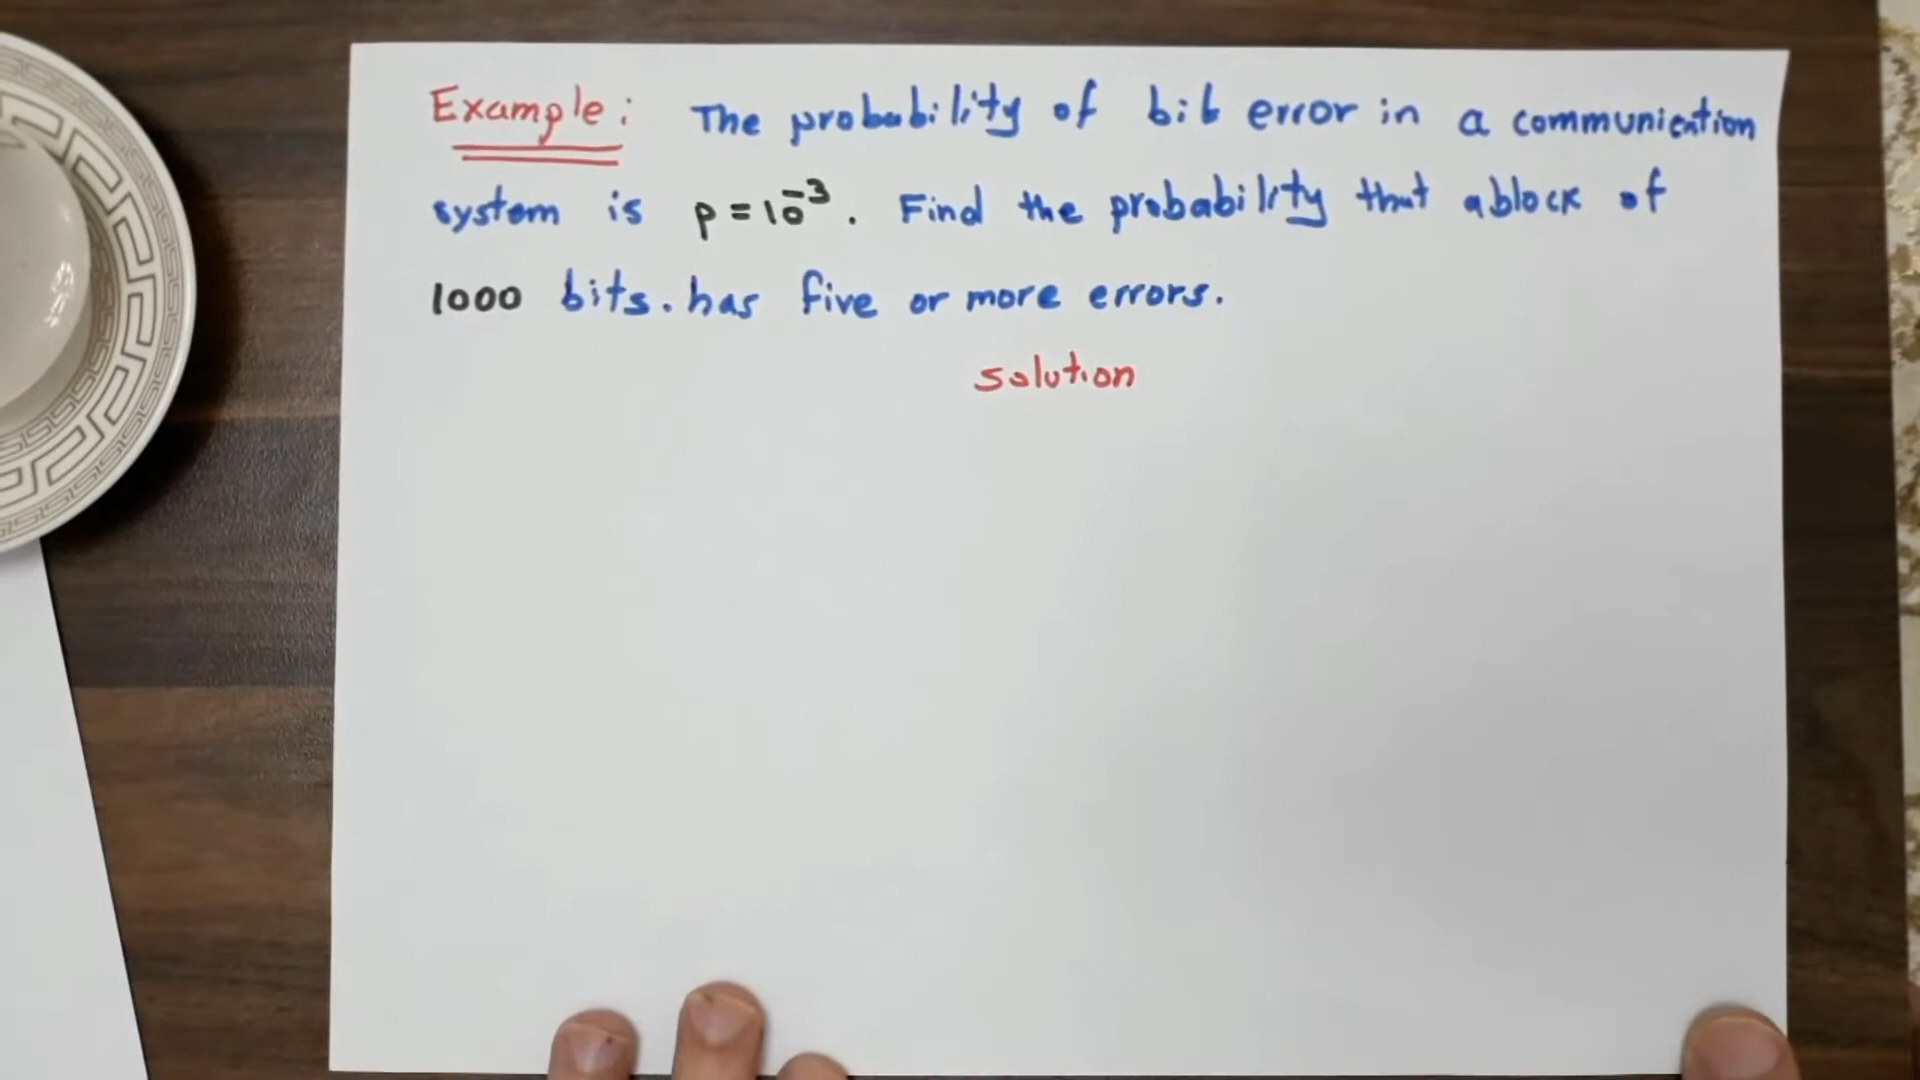 Example: The probability of bit error in a communication
system is p = 10⁻³. Find the probability that a block of
1000 bits. has five or more errors.
solution